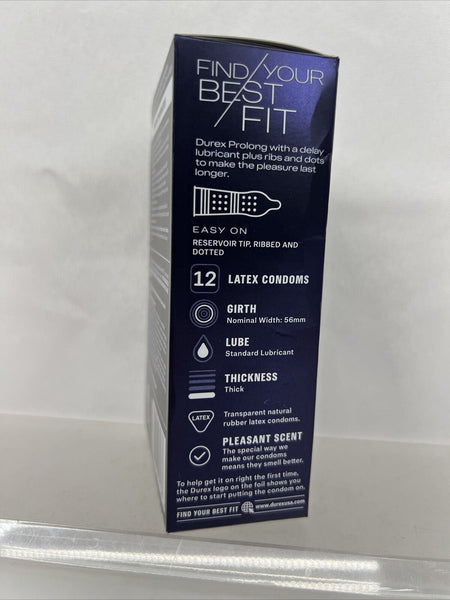 FIND YOUR
BEST
FIT
Durex Prolong with a delay
lubricant plus ribs and dots
to make the pleasure last
longer.
EASY ON
RESERVOIR TIP, RIBBED AND
DOTTED
12 LATEX CONDOMS
GIRTH
Nominal Width: 56mm
LUBE
Standard Lubricant
THICKNESS
Thick
LATEX
Transparent natural
rubber latex condoms.
PLEASANT SCENT
The special way we
make our condoms
means they smell better.
To help get it on right the first time,
the Durex logo on the foil shows you
where to start putting the condom on.
FIND YOUR BEST FIT www.durexusa.com